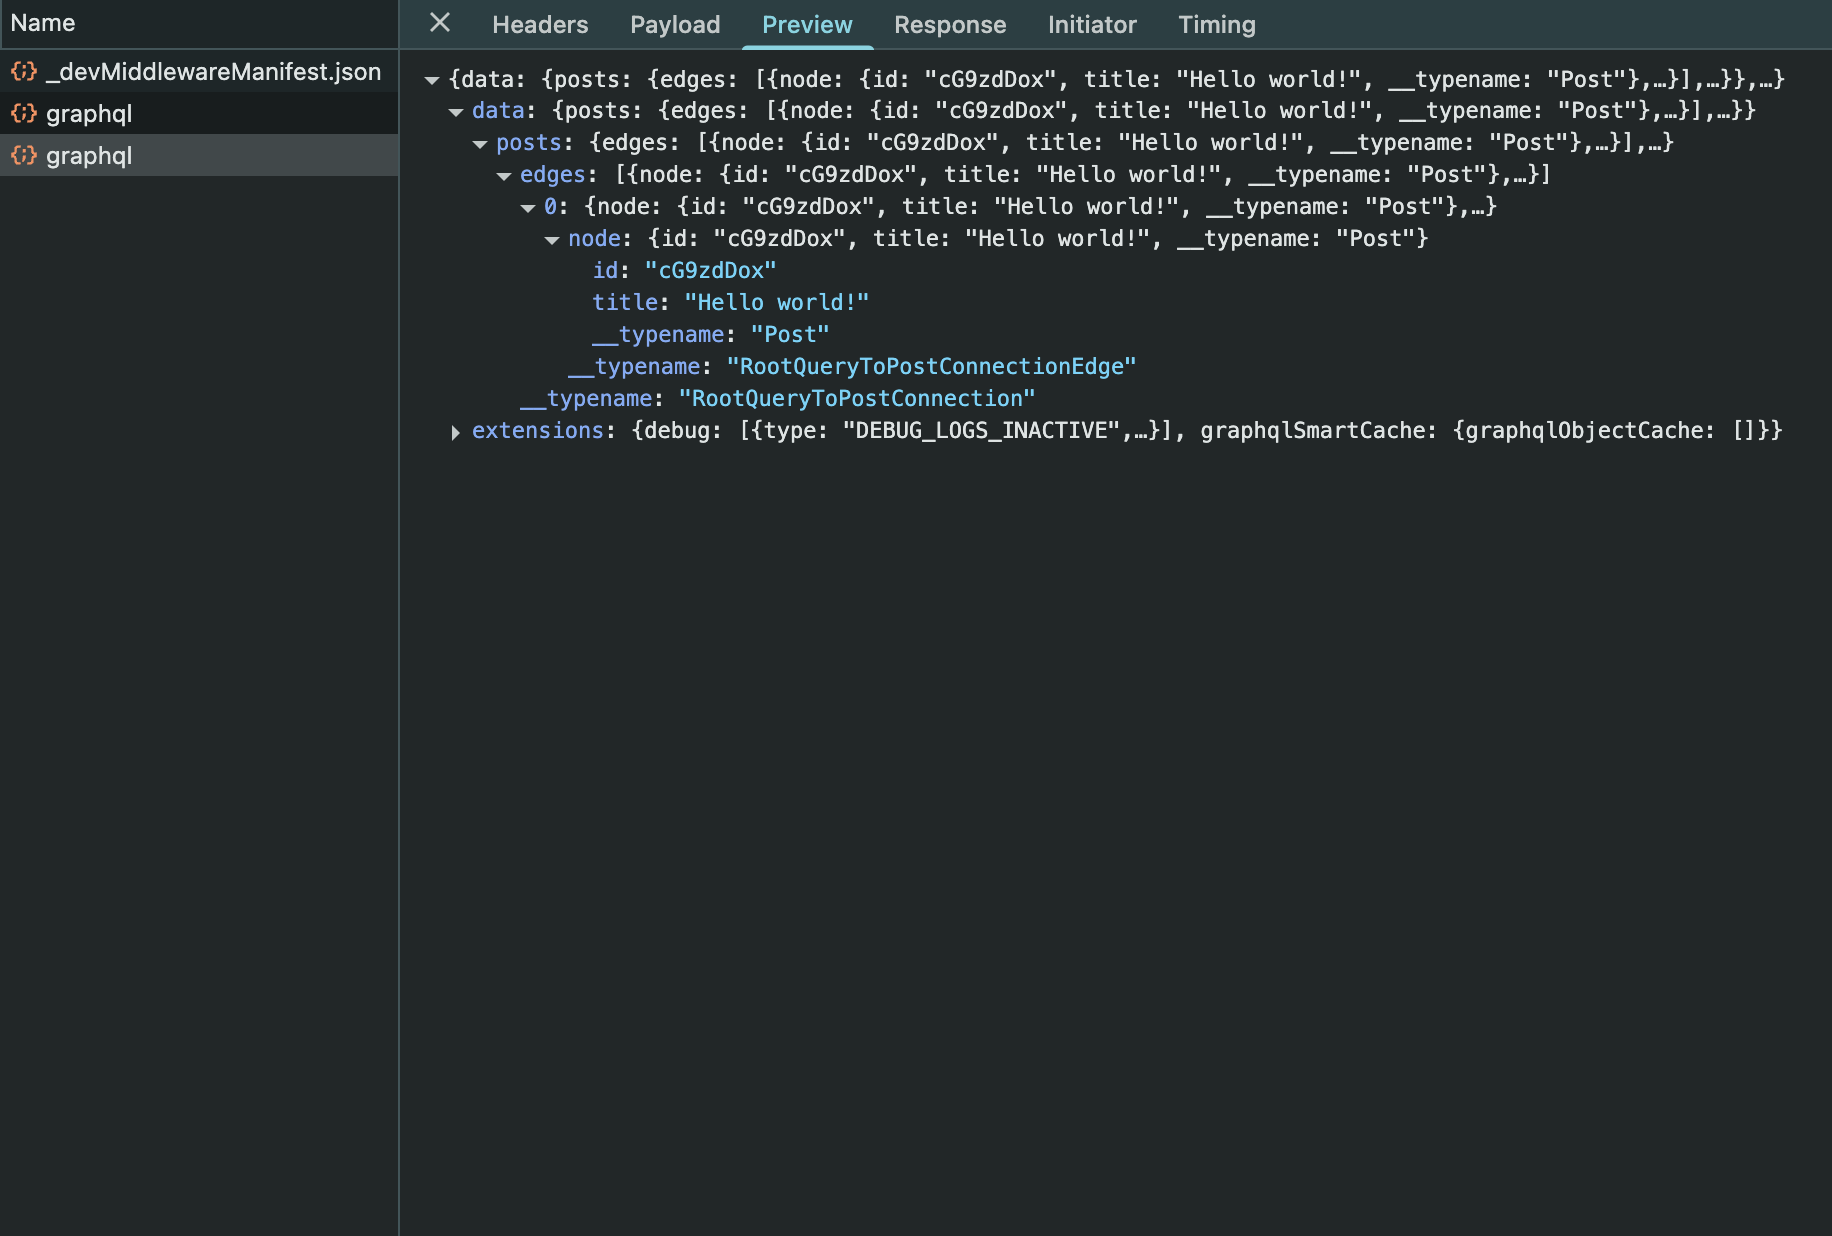 Name
Headers Payload Preview Response Initiator Timing
_devMiddlewareManifest.json
graphql
graphql
{data: {posts: {edges: [{node: {id: "cG9zdDox", title: "Hello world!", __typename: "Post"},…}],…}},…}
data: {posts: {edges: [{node: {id: "cG9zdDox", title: "Hello world!", __typename: "Post"},…}],…}}
posts: {edges: [{node: {id: "cG9zdDox", title: "Hello world!", __typename: "Post"},…}],…}
edges: [{node: {id: "cG9zdDox", title: "Hello world!", __typename: "Post"},…}]
0: {node: {id: "cG9zdDox", title: "Hello world!", __typename: "Post"},…}
node: {id: "cG9zdDox", title: "Hello world!", __typename: "Post"}
id: "cG9zdDox"
title: "Hello world!"
__typename: "Post"
__typename: "RootQueryToPostConnectionEdge"
__typename: "RootQueryToPostConnection"
extensions: {debug: [{type: "DEBUG_LOGS_INACTIVE",…}], graphqlSmartCache: {graphqlObjectCache: []}}